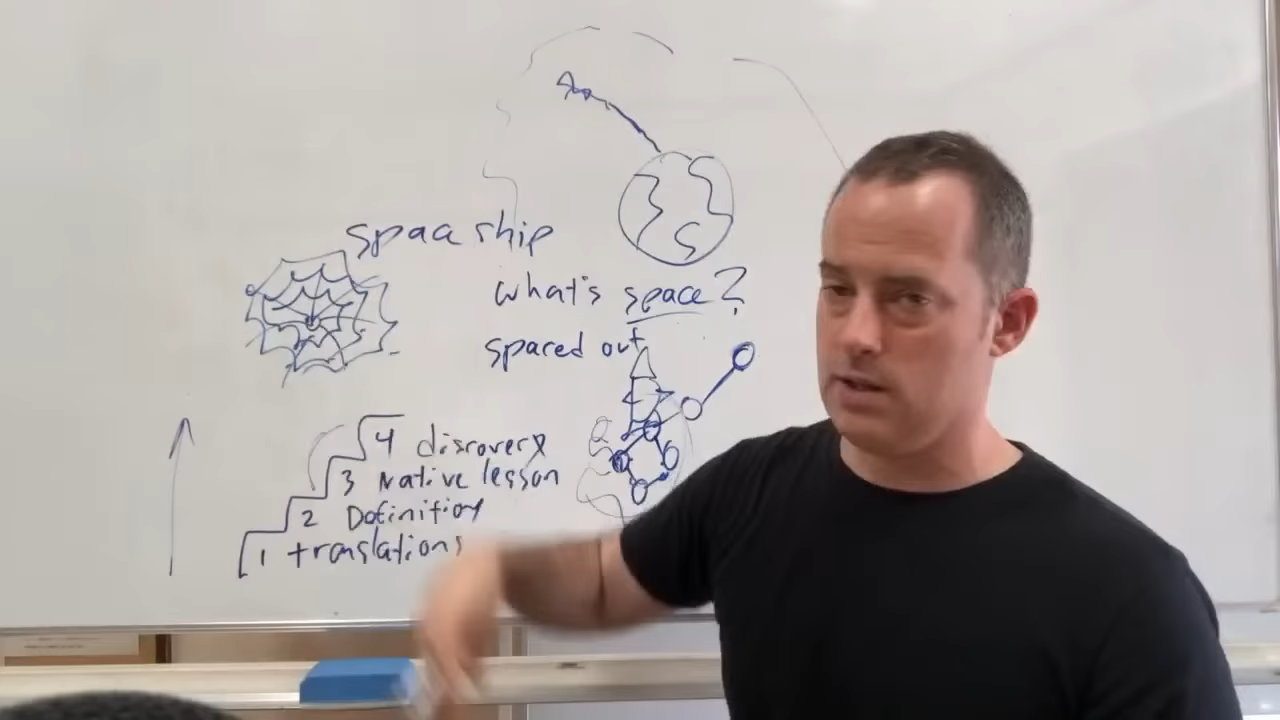 spaceship
what's space?
spaced out
4 discovery
3 Native lesson
2 Definition
1 translations